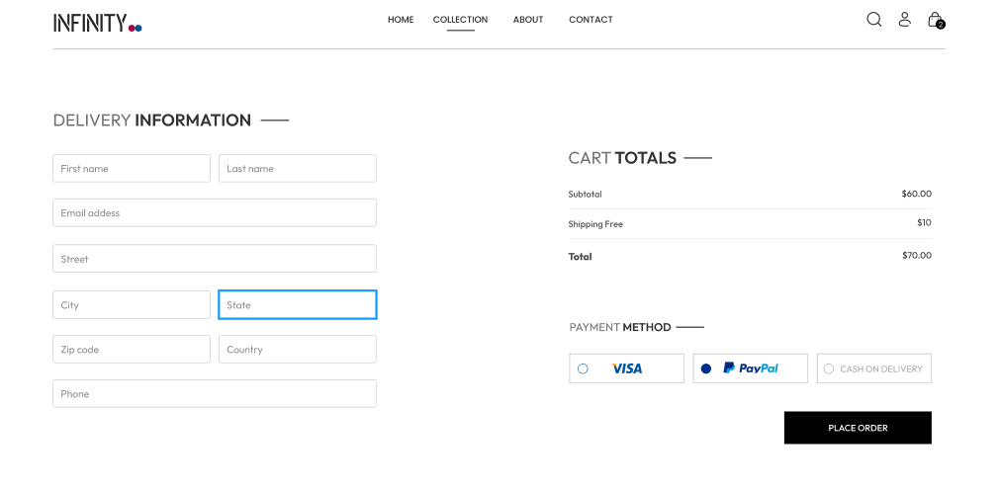 INFINITY
HOME COLLECTION ABOUT CONTACT
2
DELIVERY INFORMATION
First name Last name
Email addess
Street
City State
Zip code Country
Phone
CART TOTALS
Subtotal $60.00
Shipping Free $10
Total $70.00
PAYMENT METHOD
VISA PayPal CASH ON DELIVERY
PLACE ORDER